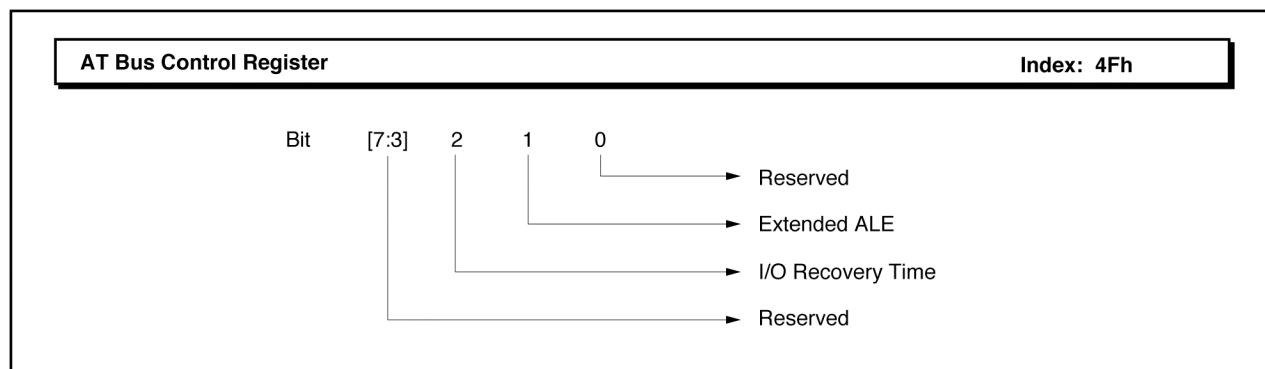 AT Bus Control Register Index: 4Fh
Bit [7:3] 2 1 0
Reserved
Extended ALE
I/O Recovery Time
Reserved